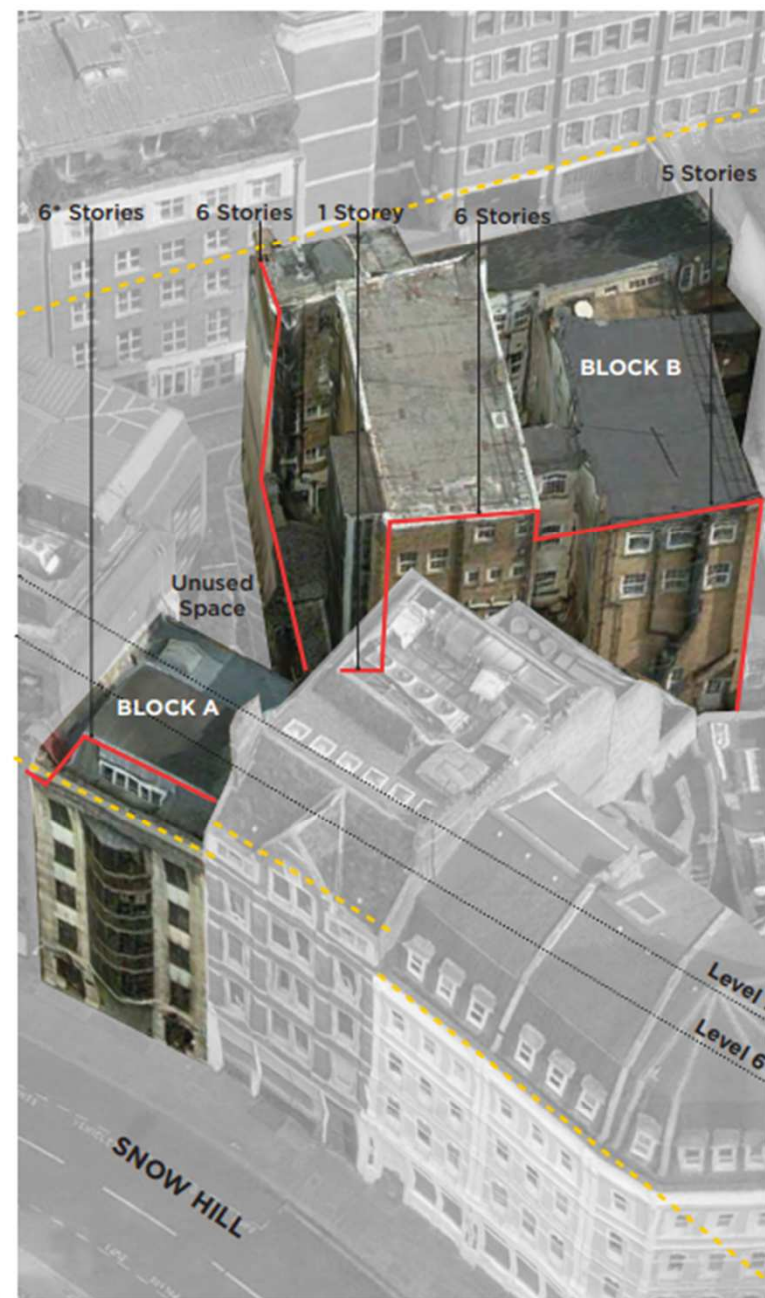 5 Stories
6* Stories
6 Stories
1 Storey
6 Stories
BLOCK B
Unused
Space
BLOCK A
Level
Level 6
SNOW HILL